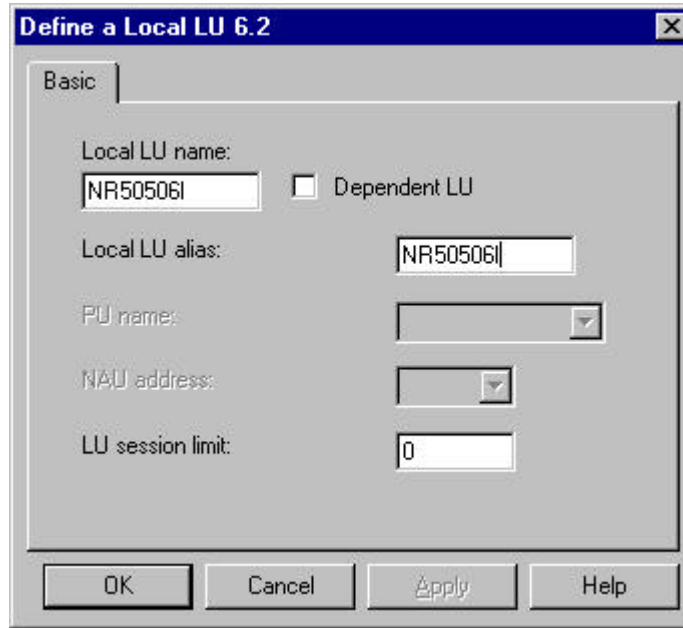 Define a Local LU 6.2
Basic
Local LU name:
NR50506I Dependent LU
Local LU alias: NR50506I
PU name:
NAU address:
LU session limit: 0
OK Cancel Apply Help